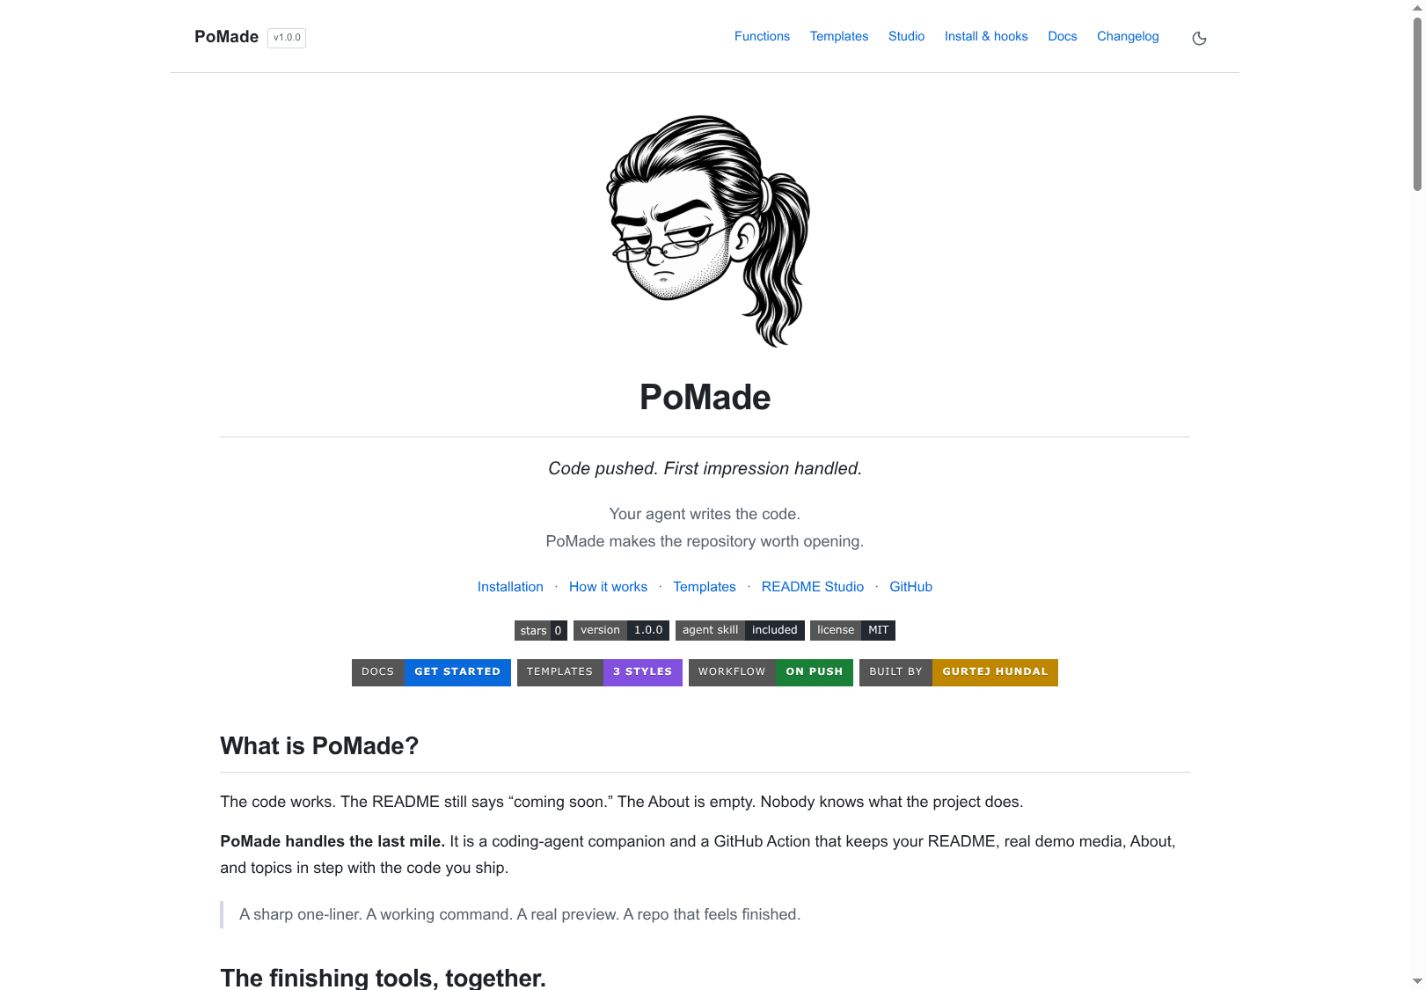 PoMade v1.0.0 Functions Templates Studio Install & hooks Docs Changelog
PoMade
Code pushed. First impression handled.
Your agent writes the code.
PoMade makes the repository worth opening.
Installation · How it works · Templates · README Studio · GitHub
stars 0 version 1.0.0 agent skill included license MIT
DOCS GET STARTED TEMPLATES 3 STYLES WORKFLOW ON PUSH BUILT BY GURTEJ HUNDAL
What is PoMade?
The code works. The README still says “coming soon.” The About is empty. Nobody knows what the project does.
PoMade handles the last mile. It is a coding-agent companion and a GitHub Action that keeps your README, real demo media, About,
and topics in step with the code you ship.
A sharp one-liner. A working command. A real preview. A repo that feels finished.
The finishing tools, together.